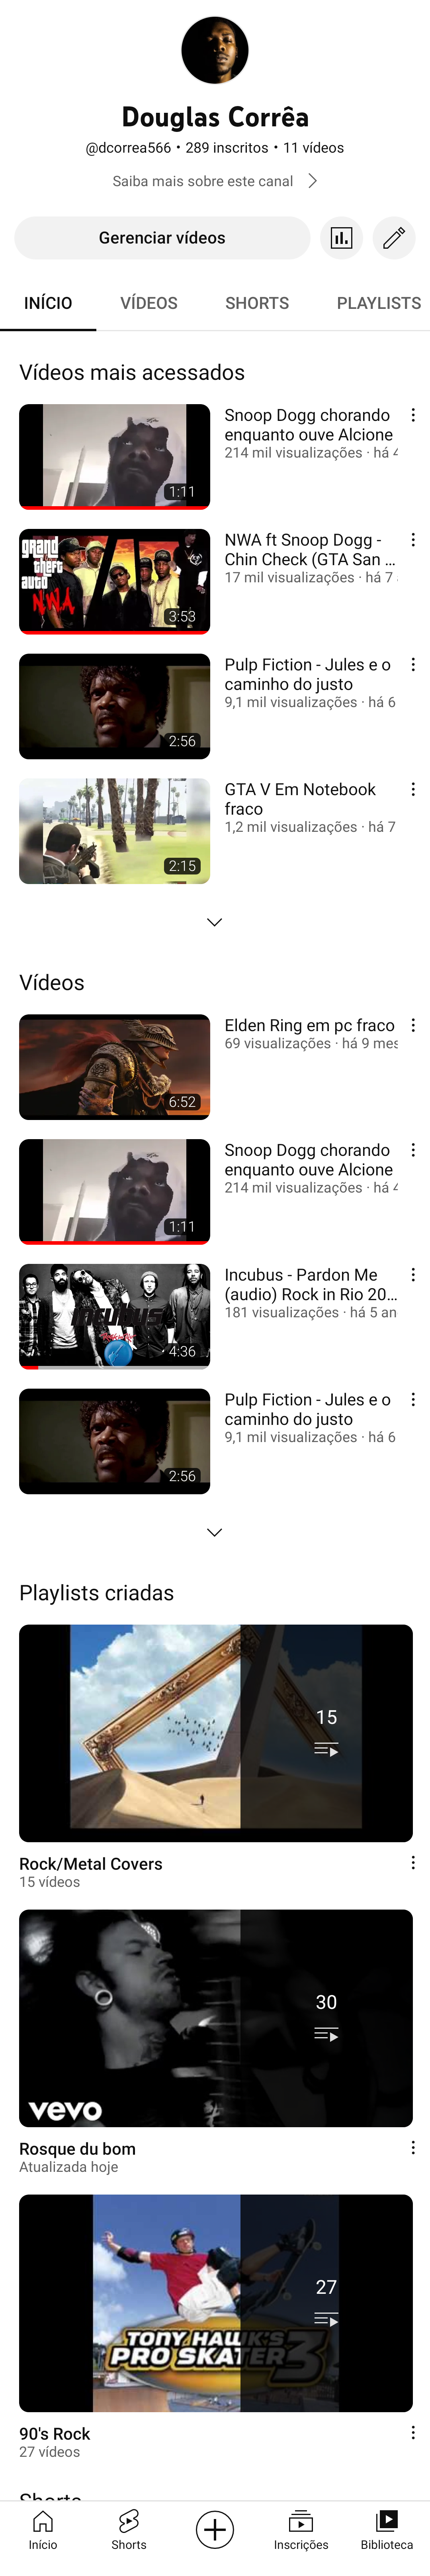 Douglas Corrêa
@dcorrea566 • 289 inscritos • 11 vídeos
Saiba mais sobre este canal
Gerenciar vídeos
INÍCIO VÍDEOS SHORTS PLAYLISTS
Vídeos mais acessados
Snoop Dogg chorando
enquanto ouve Alcione
214 mil visualizações · há 4
1:11
NWA ft Snoop Dogg -
Chin Check (GTA San ...
17 mil visualizações · há 7
grand
theft
auto
NWA
3:53
Pulp Fiction - Jules e o
caminho do justo
9,1 mil visualizações · há 6
2:56
GTA V Em Notebook
fraco
1,2 mil visualizações · há 7
2:15
Vídeos
Elden Ring em pc fraco
69 visualizações · há 9 mes
6:52
Snoop Dogg chorando
enquanto ouve Alcione
214 mil visualizações · há 4
1:11
Incubus - Pardon Me
(audio) Rock in Rio 20...
181 visualizações · há 5 an
INCUBUS
4:36
Pulp Fiction - Jules e o
caminho do justo
9,1 mil visualizações · há 6
2:56
Playlists criadas
15
Rock/Metal Covers
15 vídeos
30
vevo
Rosque du bom
Atualizada hoje
27
TONY HAWK'S
PRO SKATER 3
90's Rock
27 vídeos
Shorts
Início Shorts Inscrições Biblioteca